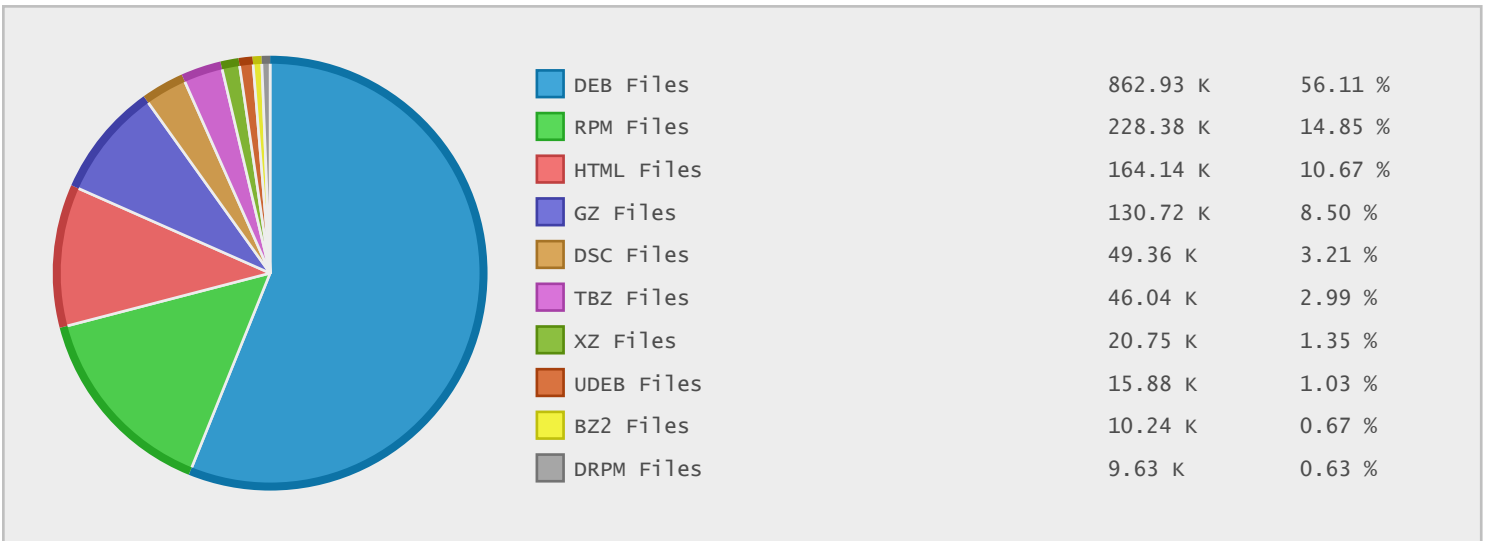 DEB Files 862.93 K 56.11 %
RPM Files 228.38 K 14.85 %
HTML Files 164.14 K 10.67 %
GZ Files 130.72 K 8.50 %
DSC Files 49.36 K 3.21 %
TBZ Files 46.04 K 2.99 %
XZ Files 20.75 K 1.35 %
UDEB Files 15.88 K 1.03 %
BZ2 Files 10.24 K 0.67 %
DRPM Files 9.63 K 0.63 %